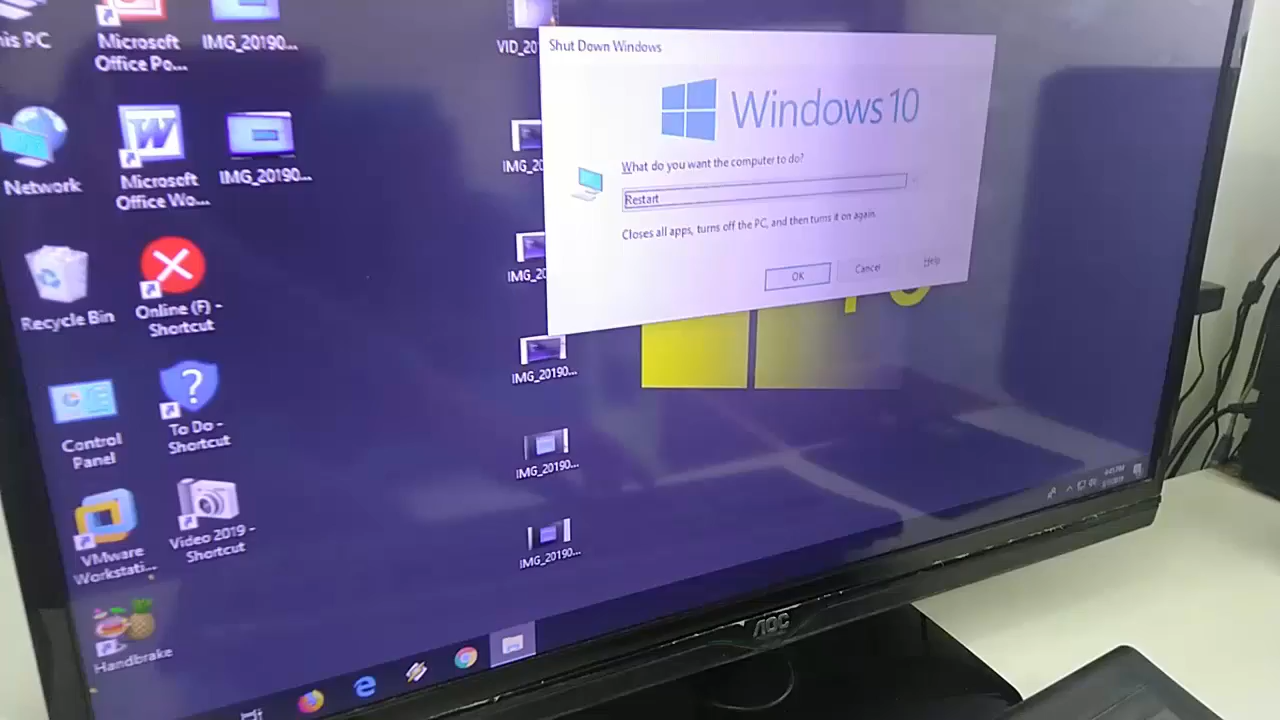 his PC
Microsoft
Office Po...
IMG_20190...
VID_20
Network
Microsoft
Office Wo...
IMG_20190...
IMG_20
Recycle Bin
Online (F) -
Shortcut
IMG_20
Control
Panel
To Do -
Shortcut
IMG_20190...
VMware
Workstati...
Video 2019 -
Shortcut
IMG_20190...
Handbrake
IMG_20190...
Shut Down Windows
Windows 10
What do you want the computer to do?
Restart
Closes all apps, turns off the PC, and then turns it on again.
OK
Cancel
Help
AOC